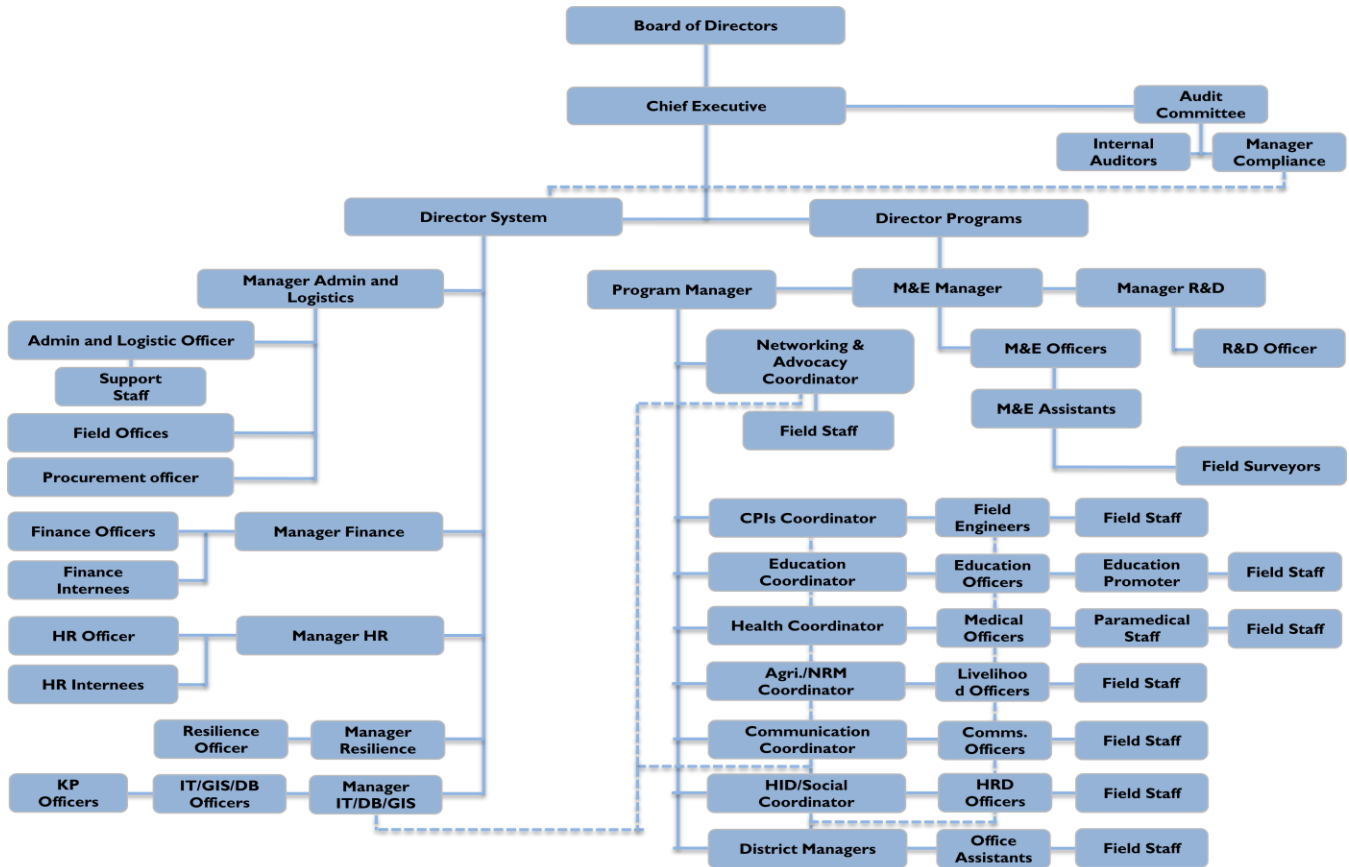 Board of Directors
Chief Executive
Audit
Committee
Internal
Auditors
Manager
Compliance
Director System
Director Programs
Manager Admin and
Logistics
Program Manager
M&E Manager
Manager R&D
Admin and Logistic Officer
Support
Staff
Field Offices
Procurement officer
Networking &
Advocacy
Coordinator
Field Staff
M&E Officers
R&D Officer
M&E Assistants
Field Surveyors
Finance Officers
Manager Finance
Finance
Internees
HR Officer
Manager HR
HR Internees
Resilience
Officer
Manager
Resilience
KP
Officers
IT/GIS/DB
Officers
Manager
IT/DB/GIS
CPIs Coordinator
Field
Engineers
Field Staff
Education
Coordinator
Education
Officers
Education
Promoter
Field Staff
Health Coordinator
Medical
Officers
Paramedical
Staff
Field Staff
Agri./NRM
Coordinator
Livelihoo
d Officers
Field Staff
Communication
Coordinator
Comms.
Officers
Field Staff
HID/Social
Coordinator
HRD
Officers
Field Staff
District Managers
Office
Assistants
Field Staff